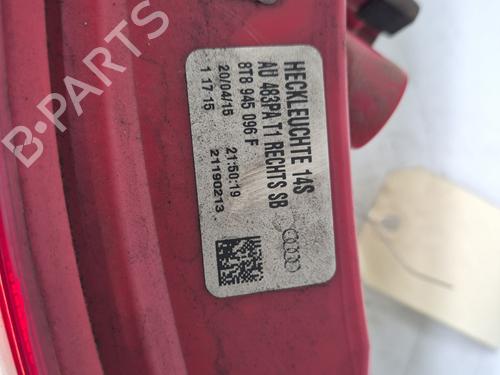 HECKLEUCHTE 14S
AU 483PA T1 RECHTS SB
8T8 945 096 F
20/04/15 21:50:19
1 17 15 21190213
B-PARTS